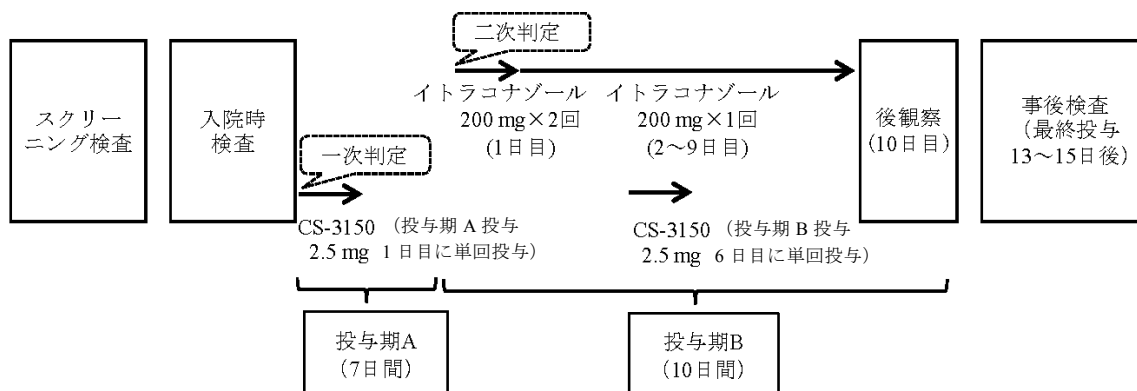 スクリー
ニング検査
入院時
検査
一次判定
CS-3150 (投与期 A 投与
2.5 mg 1 日目に単回投与)
二次判定
イトラコナゾール
200 mg×2回
(1日目)
イトラコナゾール
200 mg×1回
(2～9日目)
CS-3150 (投与期 B 投与
2.5 mg 6 日目に単回投与)
後観察
(10日目)
事後検査
(最終投与
13～15日後)
投与期A
(7日間)
投与期B
(10日間)